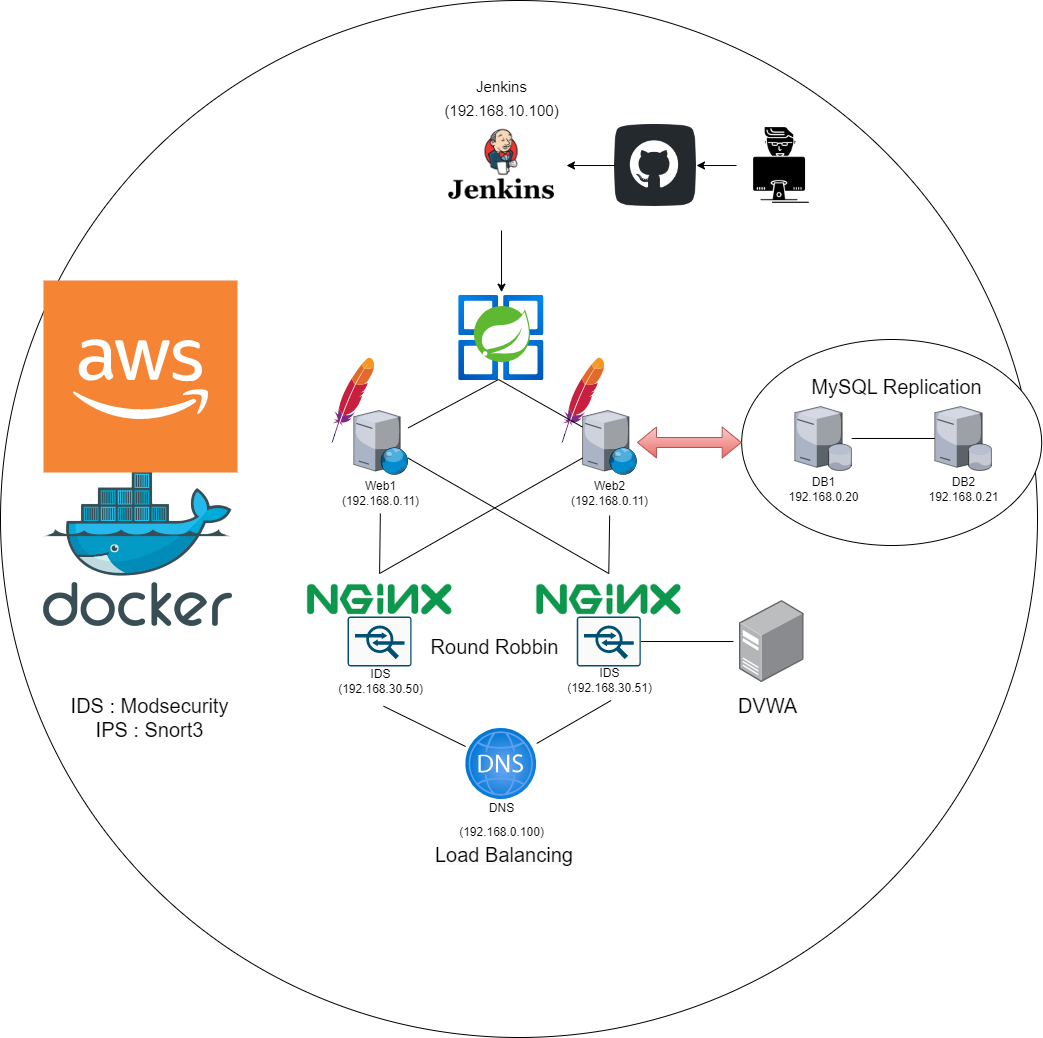 Jenkins
(192.168.10.100)
Jenkins
aws
docker
MySQL Replication
DB1
192.168.0.20
DB2
192.168.0.21
Web1
(192.168.0.11)
Web2
(192.168.0.11)
NGINX
NGINX
Round Robbin
IDS
(192.168.30.50)
IDS
(192.168.30.51)
DVWA
IDS : Modsecurity
IPS : Snort3
DNS
DNS
(192.168.0.100)
Load Balancing